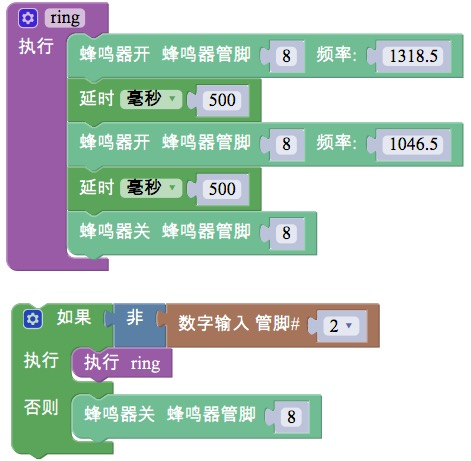 ring
执行
蜂鸣器开 蜂鸣器管脚 8 频率: 1318.5
延时 毫秒 500
蜂鸣器开 蜂鸣器管脚 8 频率: 1046.5
延时 毫秒 500
蜂鸣器关 蜂鸣器管脚 8
如果 非 数字输入 管脚# 2
执行 执行 ring
否则 蜂鸣器关 蜂鸣器管脚 8